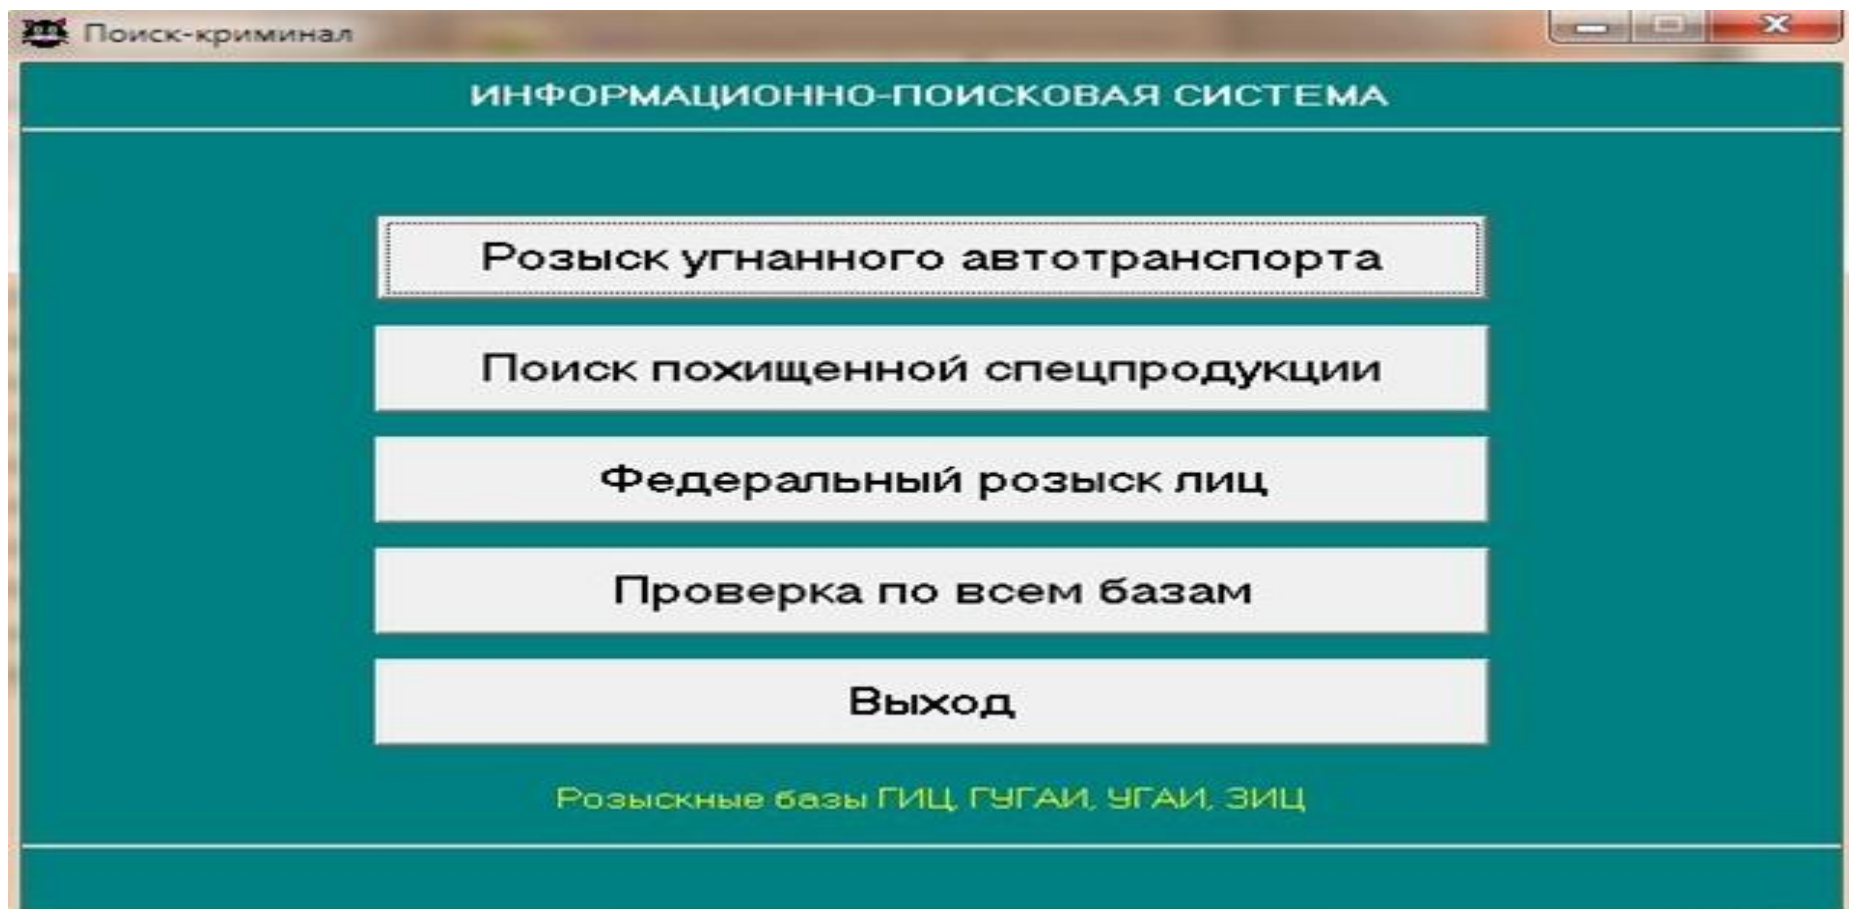 Поиск-криминал
ИНФОРМАЦИОННО-ПОИСКОВАЯ СИСТЕМА
Розыск угнанного автотранспорта
Поиск похищенной спецпродукции
Федеральный розыск лиц
Проверка по всем базам
Выход
Розыскные базы ГИЦ, ГУГАИ, УГАИ, ЗИЦ